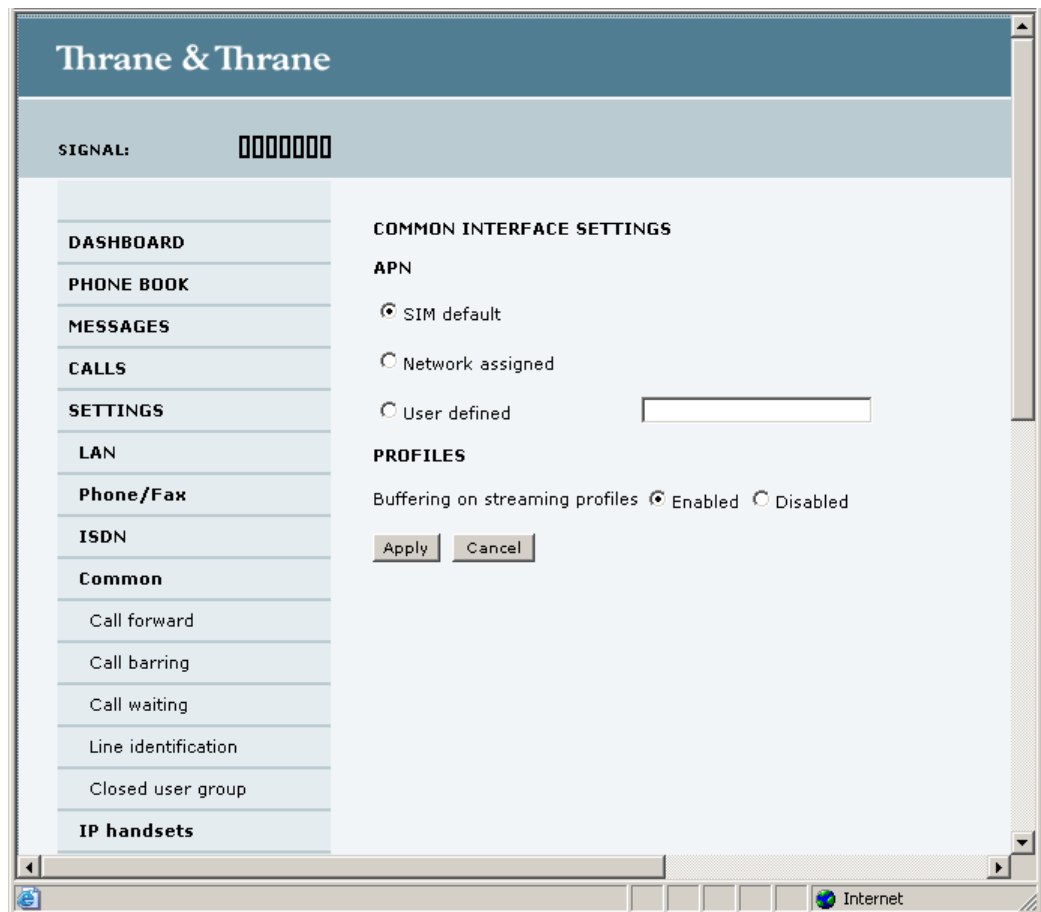 Thrane & Thrane
SIGNAL:
DASHBOARD
PHONE BOOK
MESSAGES
CALLS
SETTINGS
LAN
Phone/Fax
ISDN
Common
Call forward
Call barring
Call waiting
Line identification
Closed user group
IP handsets
COMMON INTERFACE SETTINGS
APN
SIM default
Network assigned
User defined
PROFILES
Buffering on streaming profiles Enabled Disabled
Apply Cancel
Internet